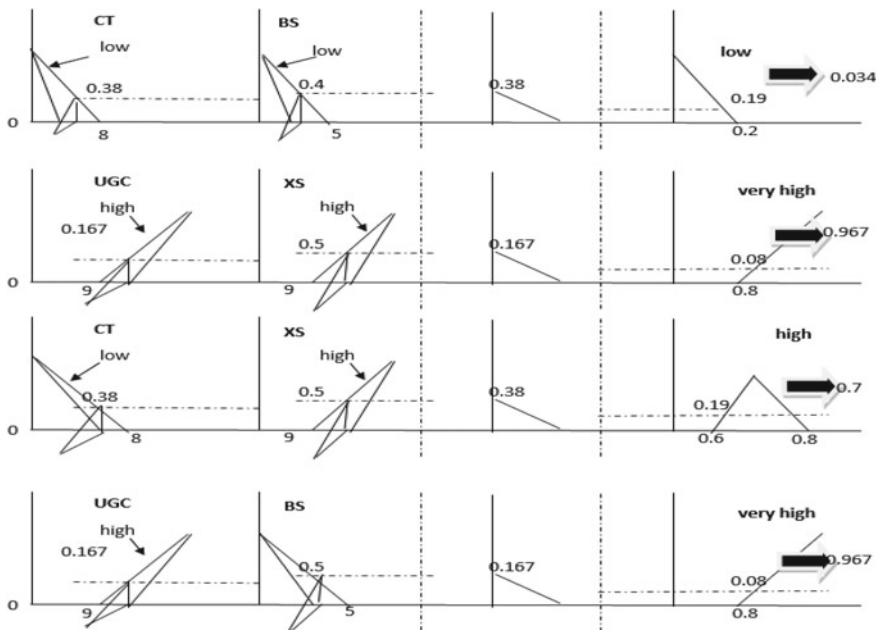 CT BS
low low low
0.38 0.4 0.38 0.19 0.034
0 8 5 0.2
UGC XS very high
high high
0.167 0.5 0.167 0.08 0.967
0 9 9 0.8
CT XS high
low high
0.38 0.5 0.38 0.19 0.7
0 8 9 0.6 0.8
UGC BS very high
high
0.167 0.5 0.167 0.08 0.967
0 9 5 0.8